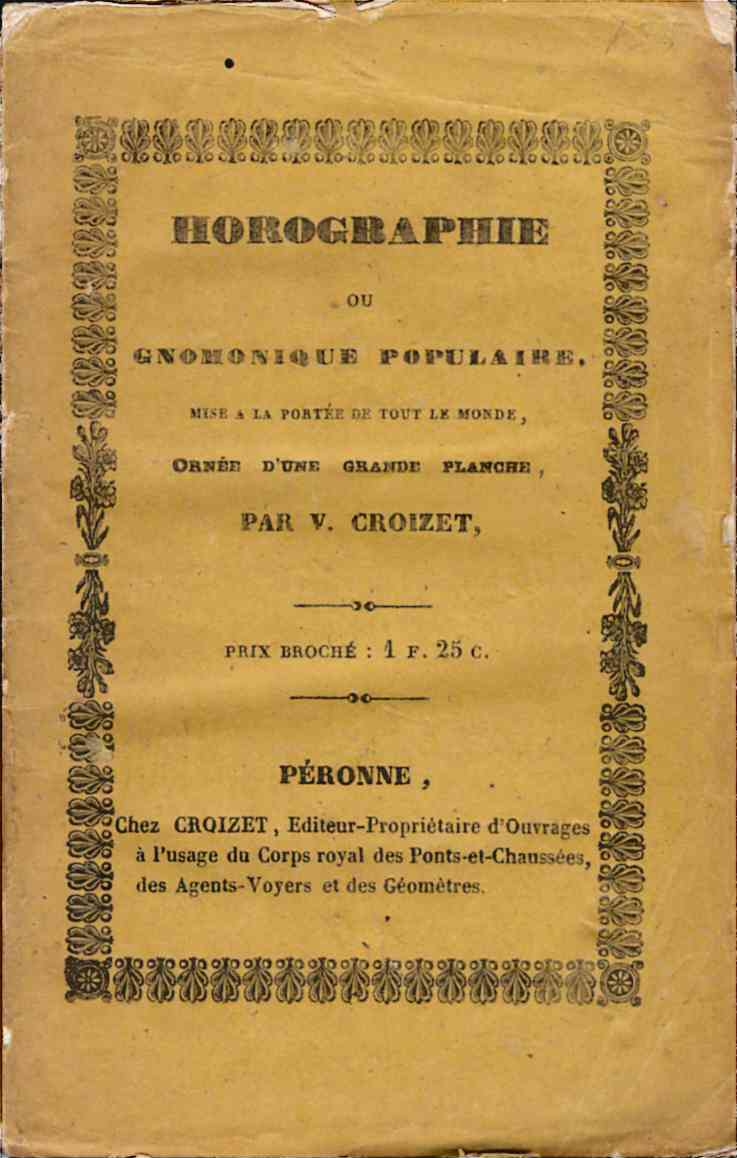 HOROGRAPHIE
OU
GNOMONIQUE POPULAIRE.
MISE A LA PORTÉE DE TOUT LE MONDE,
ORNÉE D'UNE GRANDE PLANCHE,
PAR V. CROIZET,
PRIX BROCHÉ : 1 F. 25 C.
PÉRONNE,
Chez CROIZET, Editeur-Propriétaire d'Ouvrages
à l'usage du Corps royal des Ponts-et-Chaussées,
des Agents-Voyers et des Géomètres.